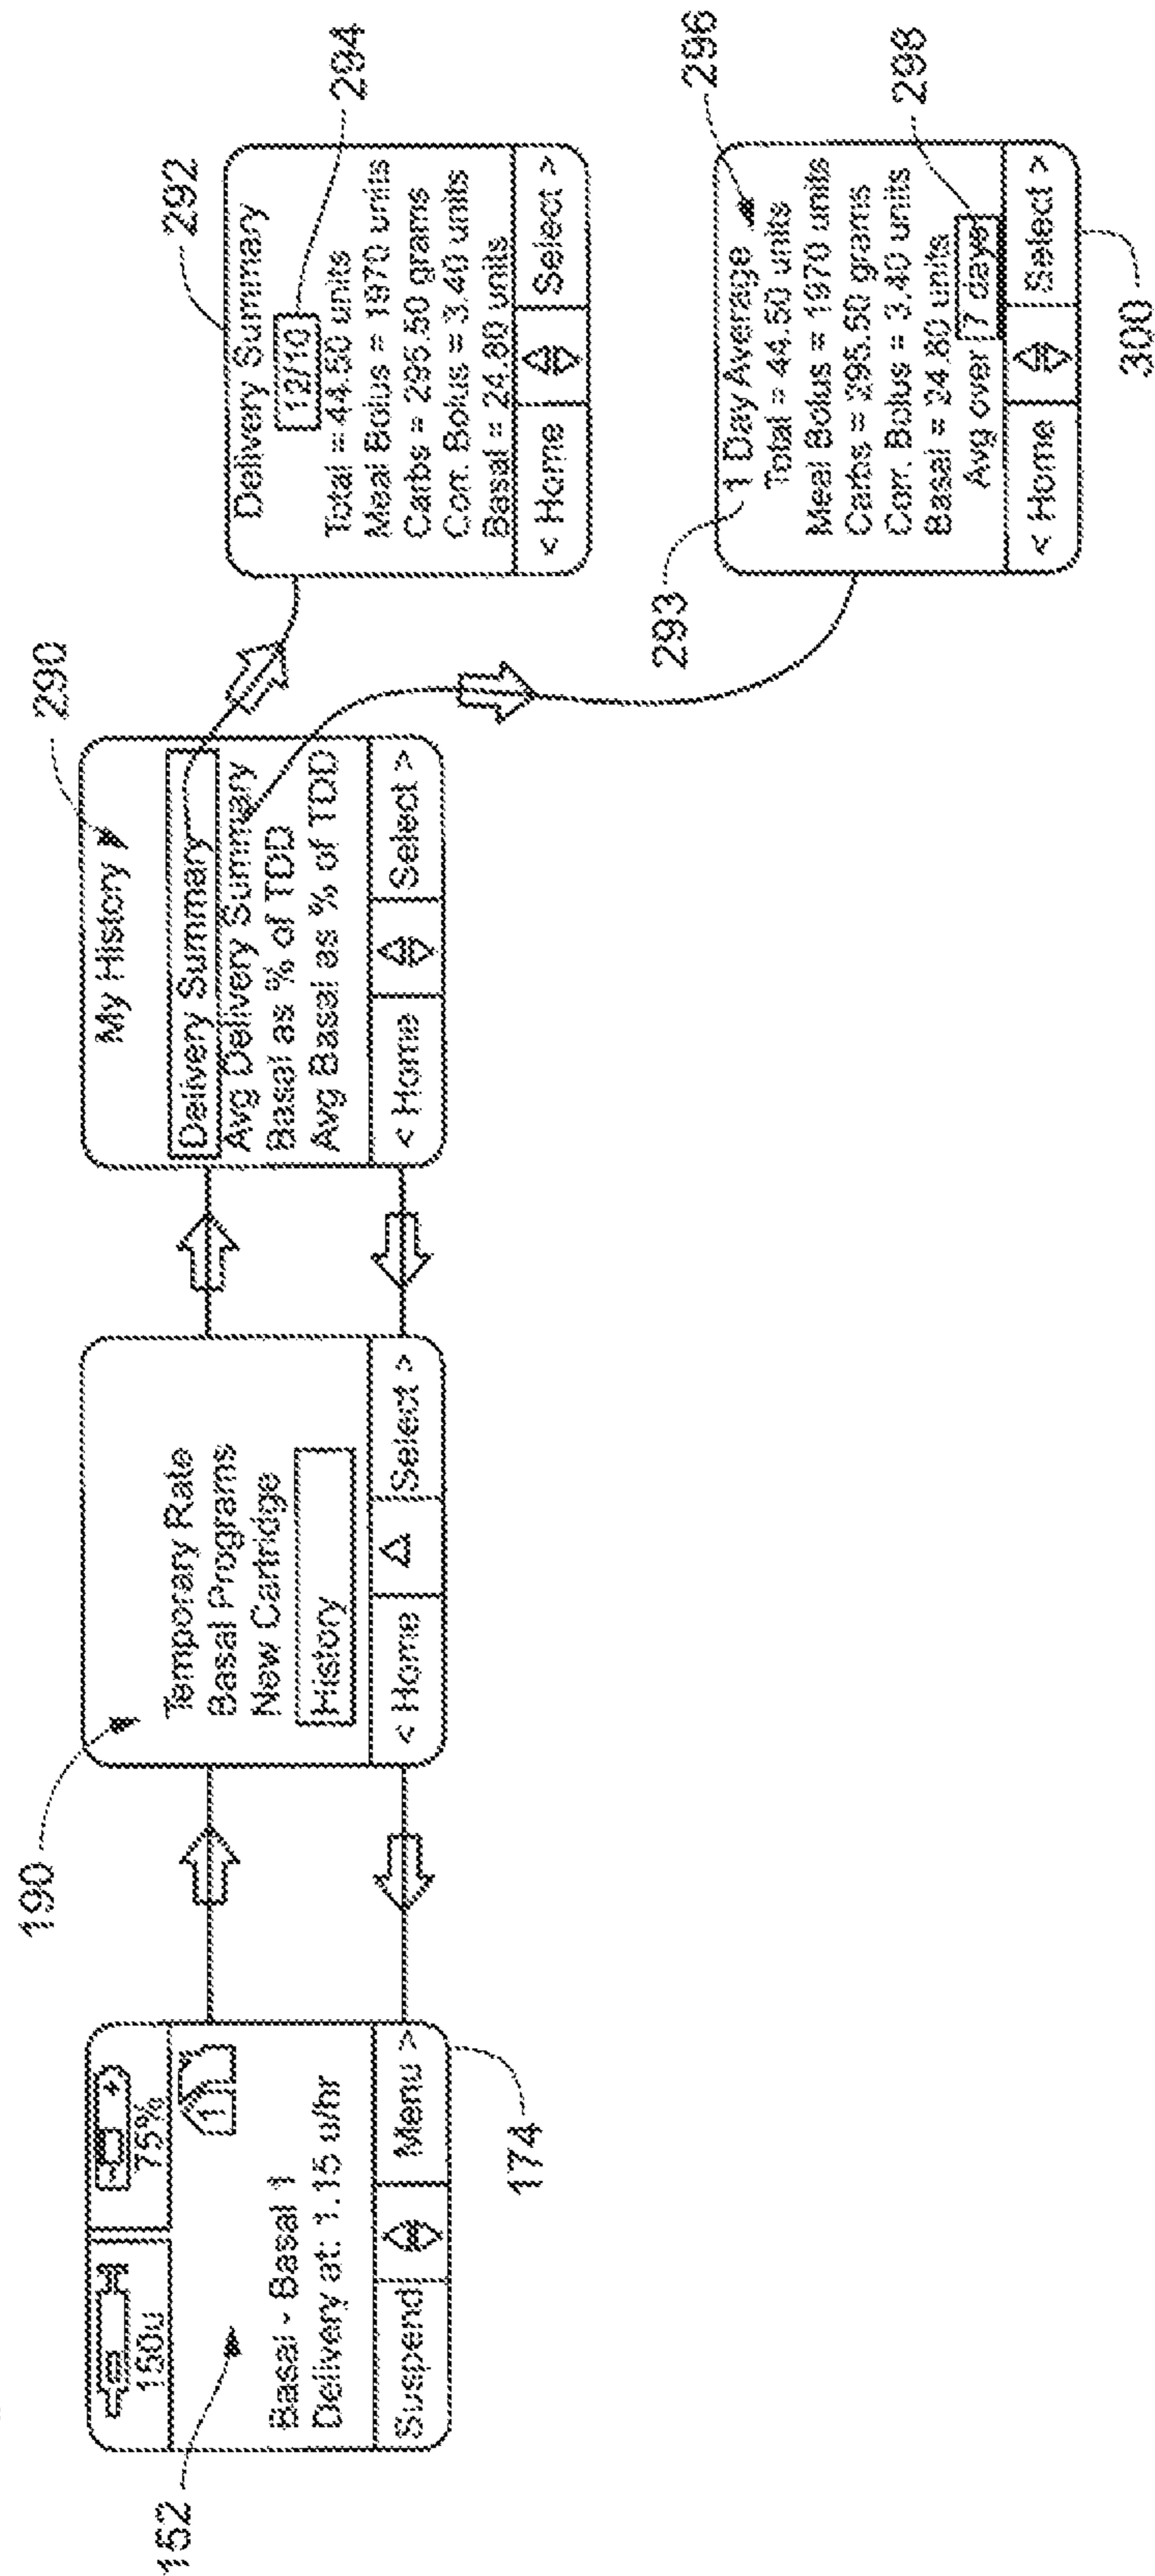 152
150u
75%
1
Basal - Basal 1
Delivery at: 1.15 u/hr
Suspend
Menu >
174
190
Temporary Rate
Basal Programs
New Cartridge
History
< Home
Select >
290
My History
Delivery Summary
Avg Delivery Summary
Basal as % of TDD
Avg Basal as % of TDD
< Home
Select >
292
Delivery Summary
12/10
294
Total = 44.50 units
Meal Bolus = 1970 units
Carbs = 295.50 grams
Corr. Bolus = 3.40 units
Basal = 24.80 units
< Home
Select >
293
1 Day Average
296
Total = 44.50 units
Meal Bolus = 1970 units
Carbs = 295.50 grams
Corr. Bolus = 3.40 units
Basal = 24.80 units
Avg over 7 days
298
< Home
Select >
300